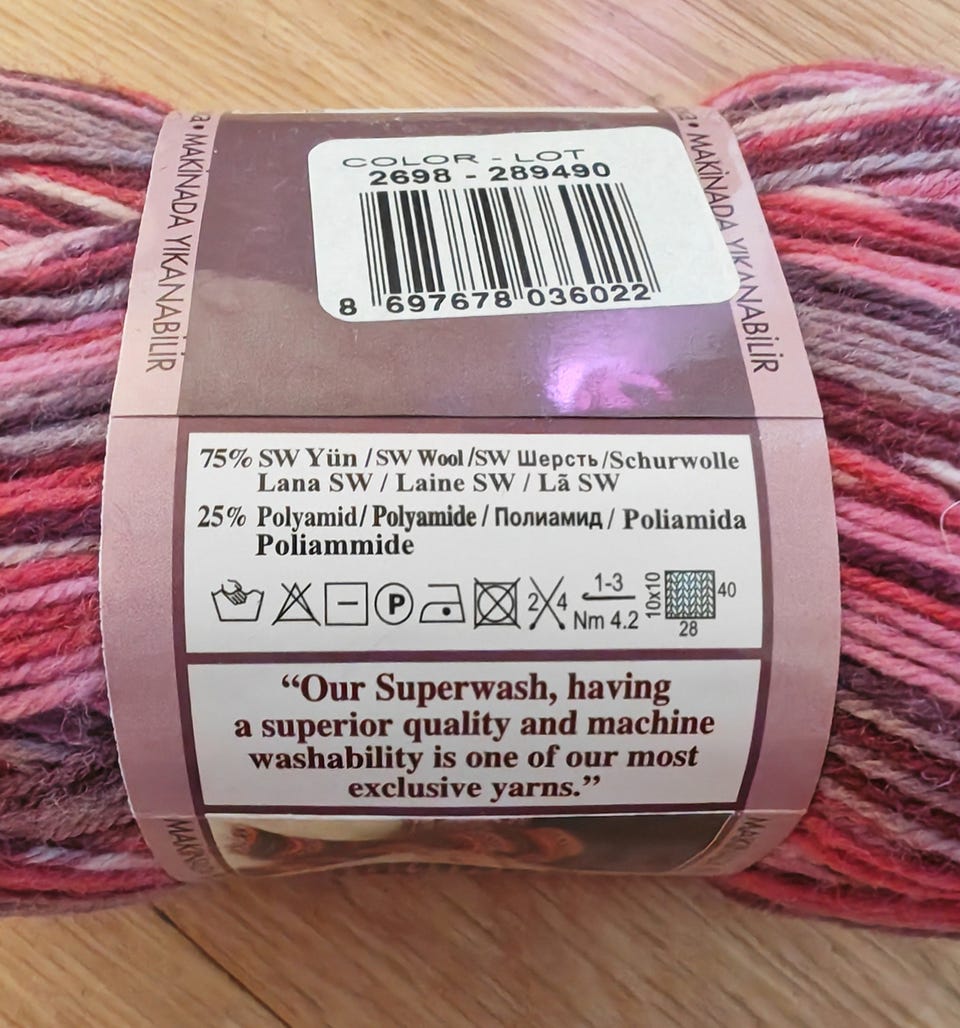 COLOR - LOT
2698 - 289490
8 697678 036022
MAKİNADA YIKANABİLİR
MAKİNADA YIKANABİLİR
75% SW Yün / SW Wool /SW Шерсть /Schurwolle
Lana SW / Laine SW / Lã SW
25% Polyamid/ Polyamide / Полиамид / Poliamida
Poliammide
P
2 4
1-3
Nm 4.2
10x10
40
28
“Our Superwash, having
a superior quality and machine
washability is one of our most
exclusive yarns.”